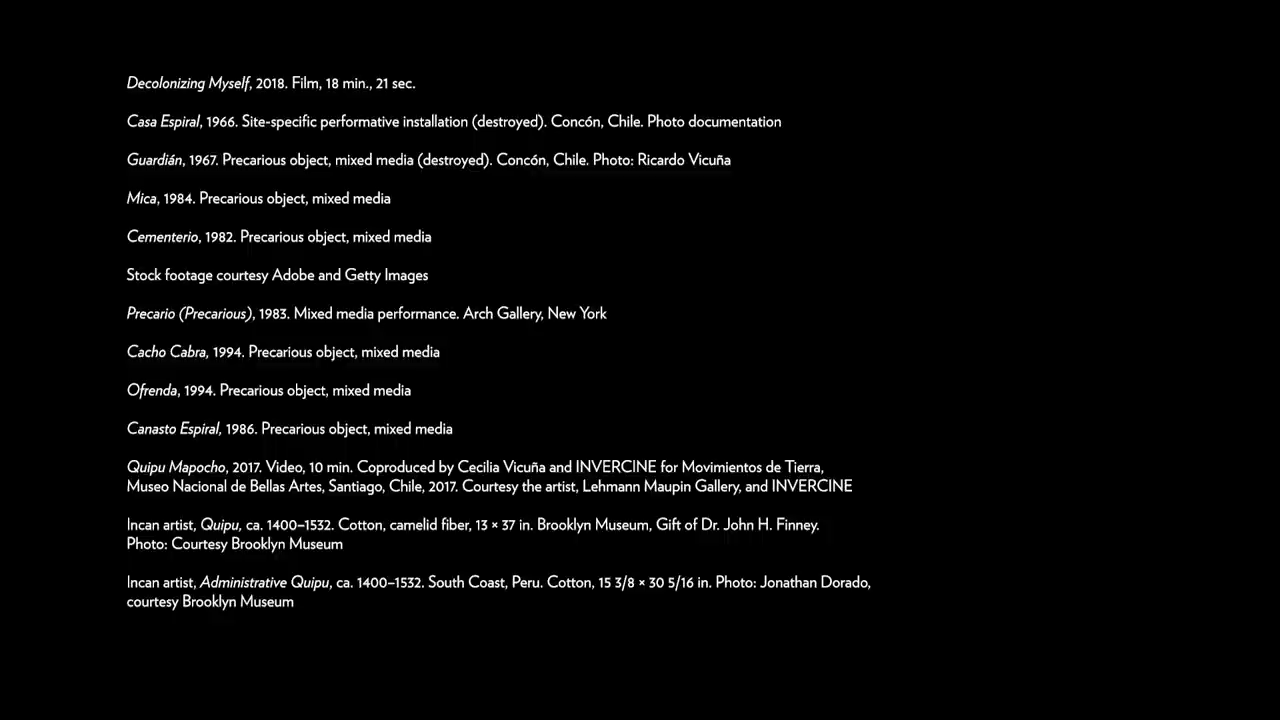 Decolonizing Myself, 2018. Film, 18 min., 21 sec.
Casa Espiral, 1966. Site-specific performative installation (destroyed). Concón, Chile. Photo documentation
Guardián, 1967. Precarious object, mixed media (destroyed). Concón, Chile. Photo: Ricardo Vicuña
Mica, 1984. Precarious object, mixed media
Cementerio, 1982. Precarious object, mixed media
Stock footage courtesy Adobe and Getty Images
Precario (Precarious), 1983. Mixed media performance. Arch Gallery, New York
Cacho Cabra, 1994. Precarious object, mixed media
Ofrenda, 1994. Precarious object, mixed media
Canasto Espiral, 1986. Precarious object, mixed media
Quipu Mapocho, 2017. Video, 10 min. Coproduced by Cecilia Vicuña and INVERCINE for Movimientos de Tierra,
Museo Nacional de Bellas Artes, Santiago, Chile, 2017. Courtesy the artist, Lehmann Maupin Gallery, and INVERCINE
Incan artist, Quipu, ca. 1400–1532. Cotton, camelid fiber, 13 × 37 in. Brooklyn Museum, Gift of Dr. John H. Finney.
Photo: Courtesy Brooklyn Museum
Incan artist, Administrative Quipu, ca. 1400–1532. South Coast, Peru. Cotton, 15 3/8 × 30 5/16 in. Photo: Jonathan Dorado,
courtesy Brooklyn Museum